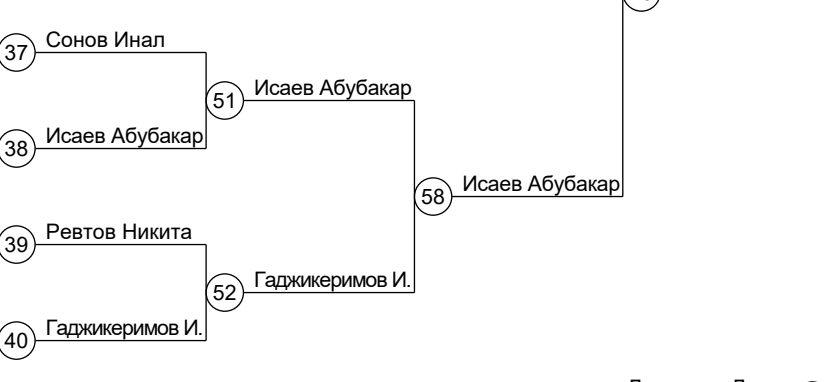 37 Сонов Инал
51 Исаев Абубакар
38 Исаев Абубакар
58 Исаев Абубакар
39 Ревтов Никита
52 Гаджикеримов И.
40 Гаджикеримов И.